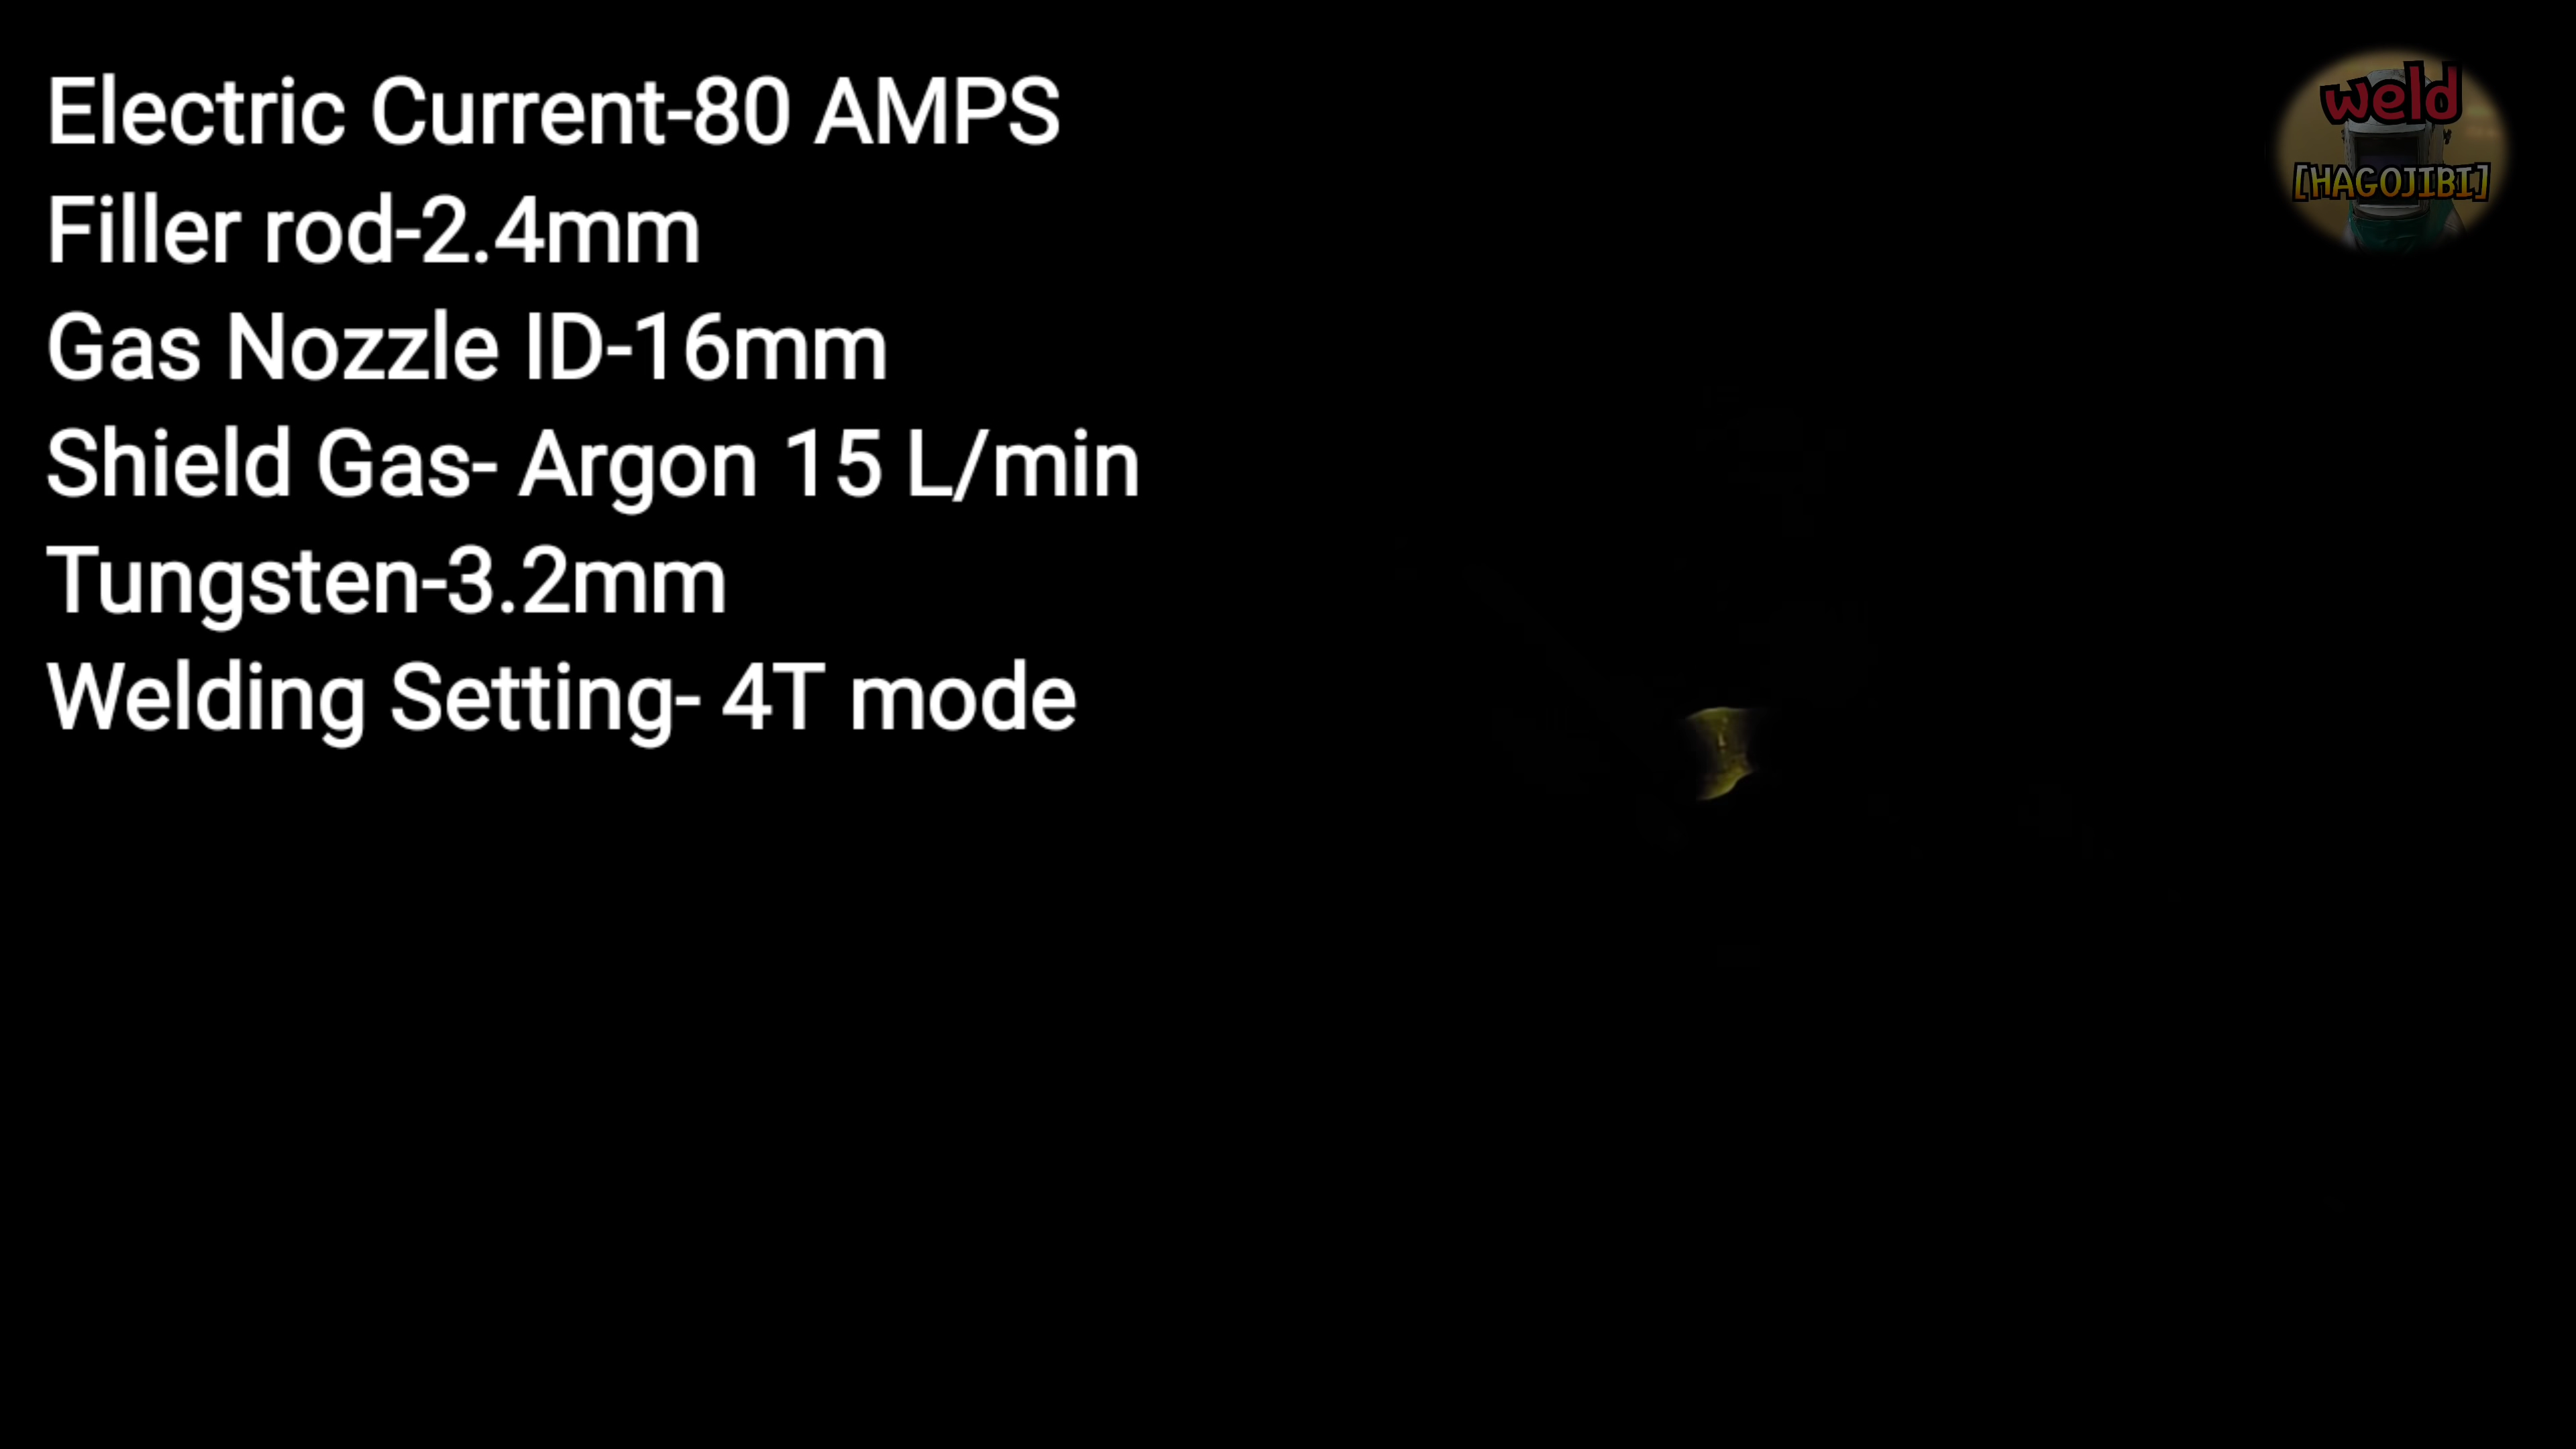 Electric Current-80 AMPS
Filler rod-2.4mm
Gas Nozzle ID-16mm
Shield Gas- Argon 15 L/min
Tungsten-3.2mm
Welding Setting- 4T mode
weld
[HAGOJIBI]